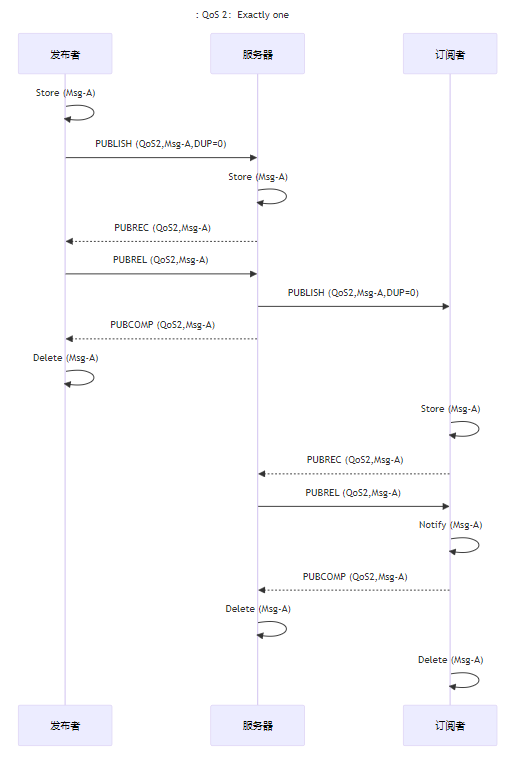 : QoS 2：Exactly one
发布者 服务器 订阅者
Store (Msg-A)
PUBLISH (QoS2,Msg-A,DUP=0)
Store (Msg-A)
PUBREC (QoS2,Msg-A)
PUBREL (QoS2,Msg-A)
PUBLISH (QoS2,Msg-A,DUP=0)
PUBCOMP (QoS2,Msg-A)
Delete (Msg-A)
Store (Msg-A)
PUBREC (QoS2,Msg-A)
PUBREL (QoS2,Msg-A)
Notify (Msg-A)
PUBCOMP (QoS2,Msg-A)
Delete (Msg-A)
Delete (Msg-A)
发布者 服务器 订阅者